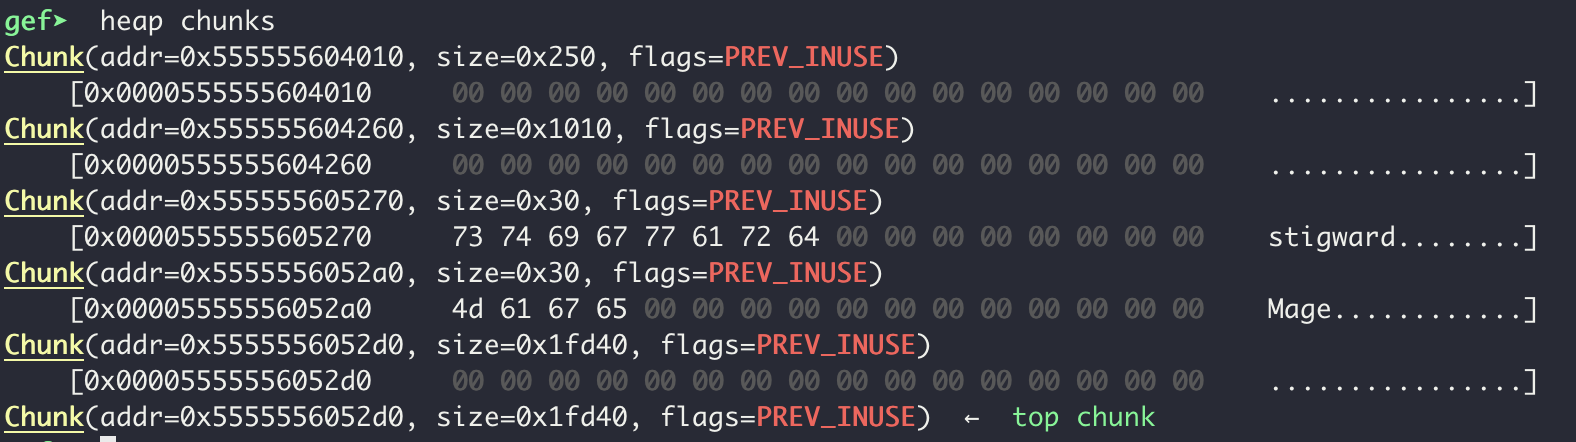 gef➤  heap chunks
Chunk(addr=0x555555604010, size=0x250, flags=PREV_INUSE)
    [0x0000555555604010     00 00 00 00 00 00 00 00 00 00 00 00 00 00 00 00    ................]
Chunk(addr=0x555555604260, size=0x1010, flags=PREV_INUSE)
    [0x0000555555604260     00 00 00 00 00 00 00 00 00 00 00 00 00 00 00 00    ................]
Chunk(addr=0x555555605270, size=0x30, flags=PREV_INUSE)
    [0x0000555555605270     73 74 69 67 77 61 72 64 00 00 00 00 00 00 00 00    stigward........]
Chunk(addr=0x5555556052a0, size=0x30, flags=PREV_INUSE)
    [0x00005555556052a0     4d 61 67 65 00 00 00 00 00 00 00 00 00 00 00 00    Mage............]
Chunk(addr=0x5555556052d0, size=0x1fd40, flags=PREV_INUSE)
    [0x00005555556052d0     00 00 00 00 00 00 00 00 00 00 00 00 00 00 00 00    ................]
Chunk(addr=0x5555556052d0, size=0x1fd40, flags=PREV_INUSE)  ←  top chunk